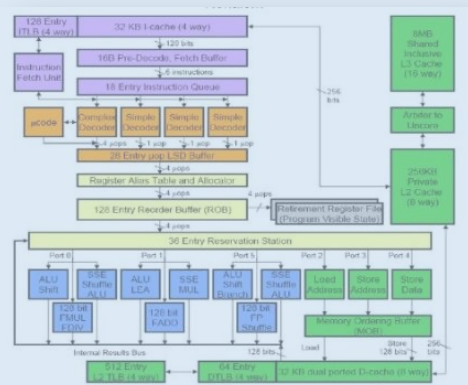 128 Entry
ITLB (4 way)
32 KB I-cache (4 way)
8MB
Shared
Inclusive
L3 Cache
(16 way)
128 bits
Instruction
Fetch Unit
16B Pre-Decode, Fetch Buffer
6 instructions
18 Entry Instruction Queue
256
bits
µCODE
Complex
Decoder
Simple
Decoder
Simple
Decoder
Simple
Decoder
Arbiter to
Uncore
4 µops
1 µop
1 µop
1 µop
28 Entry µop LSD Buffer
4 µops
Register Alias Table and Allocator
256KB
Private
L2 Cache
(8 way)
4 µops
4 µops
128 Entry Reorder Buffer (ROB)
Retirement Register File
(Program Visible State)
4 µops
36 Entry Reservation Station
Port 0
Port 1
Port 5
Port 2
Port 3
Port 4
ALU
Shift
SSE
Shuffle
ALU
ALU
LEA
SSE
MUL
ALU
Shift
Branch
SSE
Shuffle
ALU
Load
Address
Store
Address
Store
Data
128 bit
FMUL
FDIV
128 bit
FADD
128 bit
FP
Shuffle
Memory Ordering Buffer
(MOB)
Internal Results Bus
128 bits
Load
Store
128 bits
256
bits
512 Entry
L2 TLB (4 way)
64 Entry
DTLB (4 way)
32 KB dual ported D-cache (8 way)